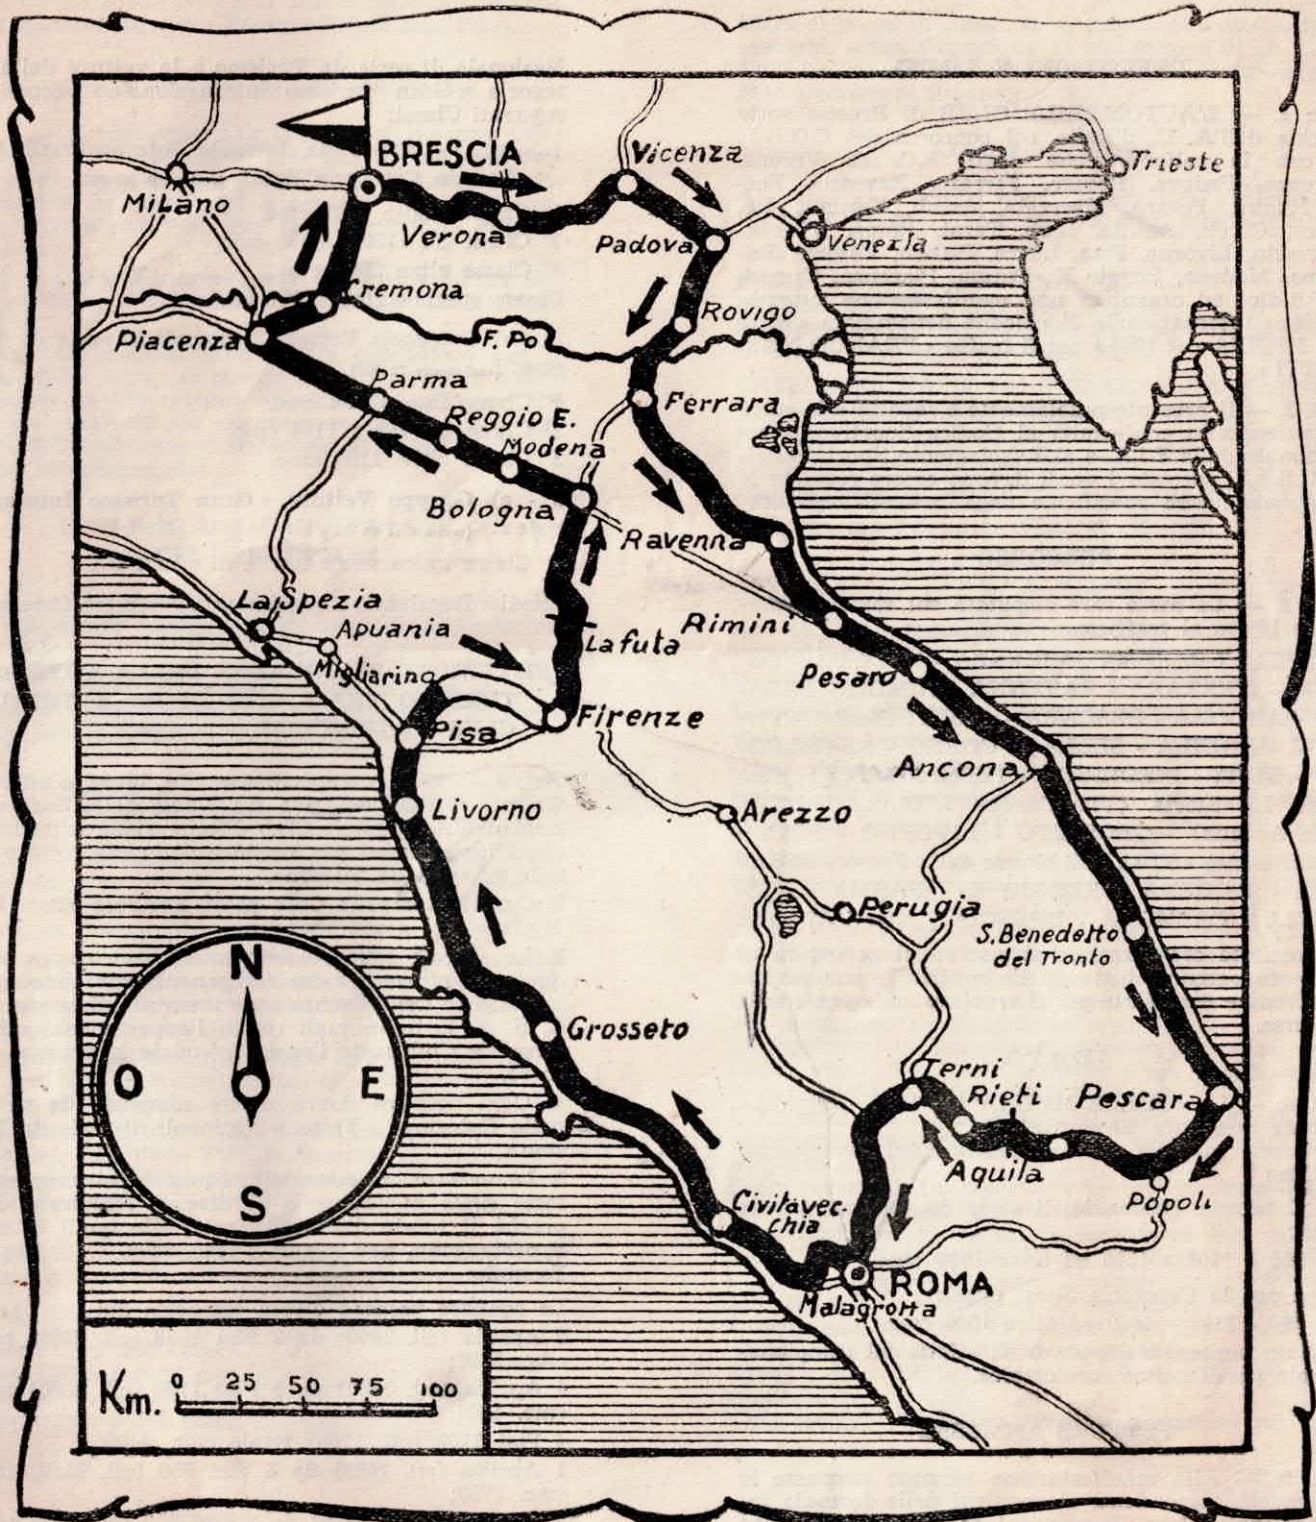 BRESCIA
Vicenza
Trieste
MiLano
Verona
Padova
Venezia
Cremona
Rovigo
Piacenza
F. Po
Parma
Ferrara
Reggio E.
Modena
Bologna
Ravenna
La Spezia
Apuania
Rimini
La futa
Migliarino
Pesaro
Pisa
FIRENZE
Ancona
Livorno
Arezzo
Perugia
S. Benedetto
del Tronto
N
O
E
S
Grosseto
Terni
Rieti
Pescara
Aquila
Popoli
Civitavec-
chia
ROMA
Malagrotta
Km. 0 25 50 75 100